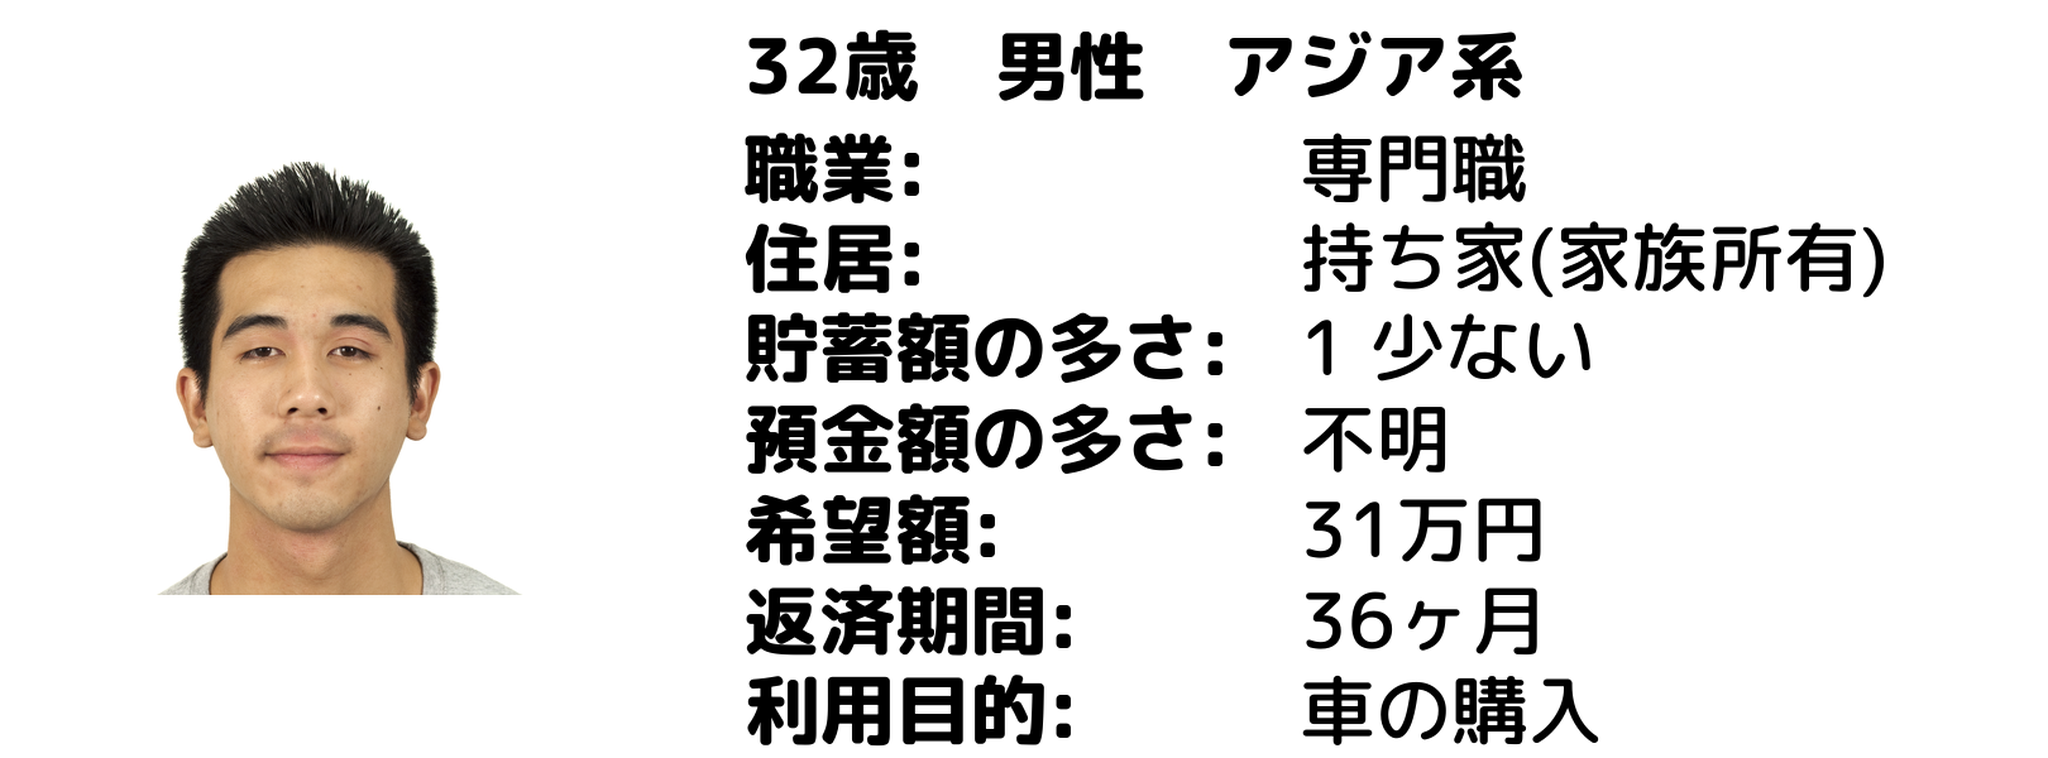 32歳　男性　アジア系
職業: 専門職
住居: 持ち家(家族所有)
貯蓄額の多さ: 1 少ない
預金額の多さ: 不明
希望額: 31万円
返済期間: 36ヶ月
利用目的: 車の購入